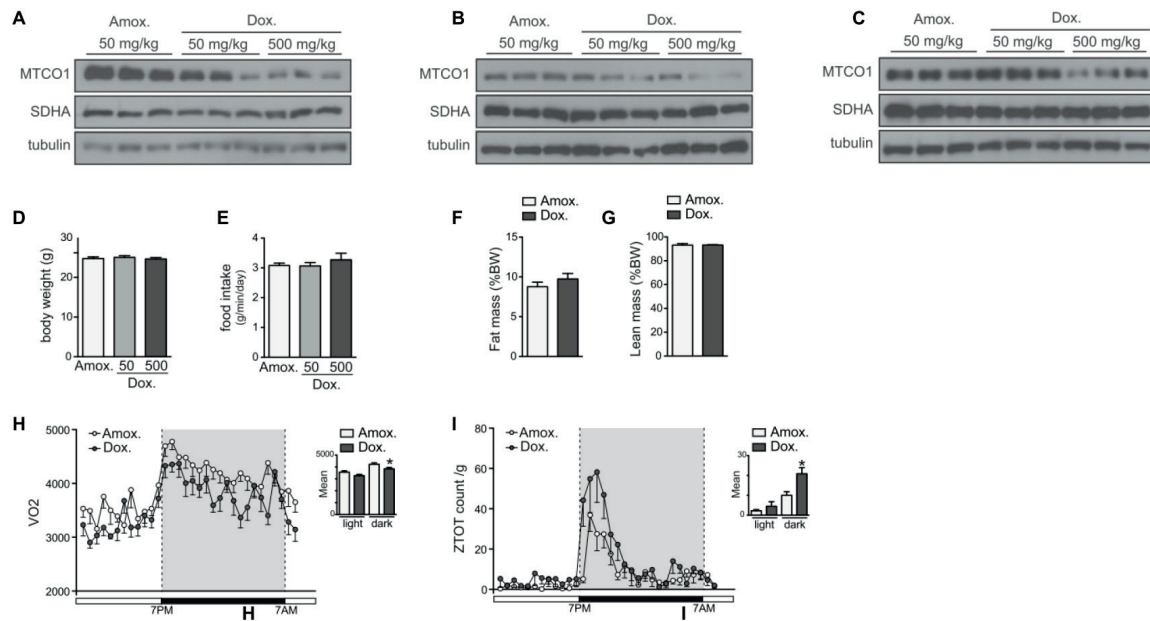 A
Amox.
Dox.
50 mg/kg
50 mg/kg
500 mg/kg
MTCO1
SDHA
tubulin
B
Amox.
Dox.
50 mg/kg
50 mg/kg
500 mg/kg
MTCO1
SDHA
tubulin
C
Amox.
Dox.
50 mg/kg
50 mg/kg
500 mg/kg
MTCO1
SDHA
tubulin
D
body weight (g)
30
20
10
0
Amox.
50
500
Dox.
E
food intake
(g/min/day)
4
3
2
1
0
Amox.
50
500
Dox.
F
Amox.
Dox.
Fat mass (%BW)
15
10
5
0
G
Amox.
Dox.
Lean mass (%BW)
100
80
60
40
20
0
H
Amox.
Dox.
VO2
5000
4000
3000
2000
7PM
H
7AM
Amox.
Dox.
Mean
5000
0
*
light
dark
I
Amox.
Dox.
ZTOT count /g
80
60
40
20
0
7PM
I
7AM
Amox.
Dox.
Mean
30
0
*
light
dark